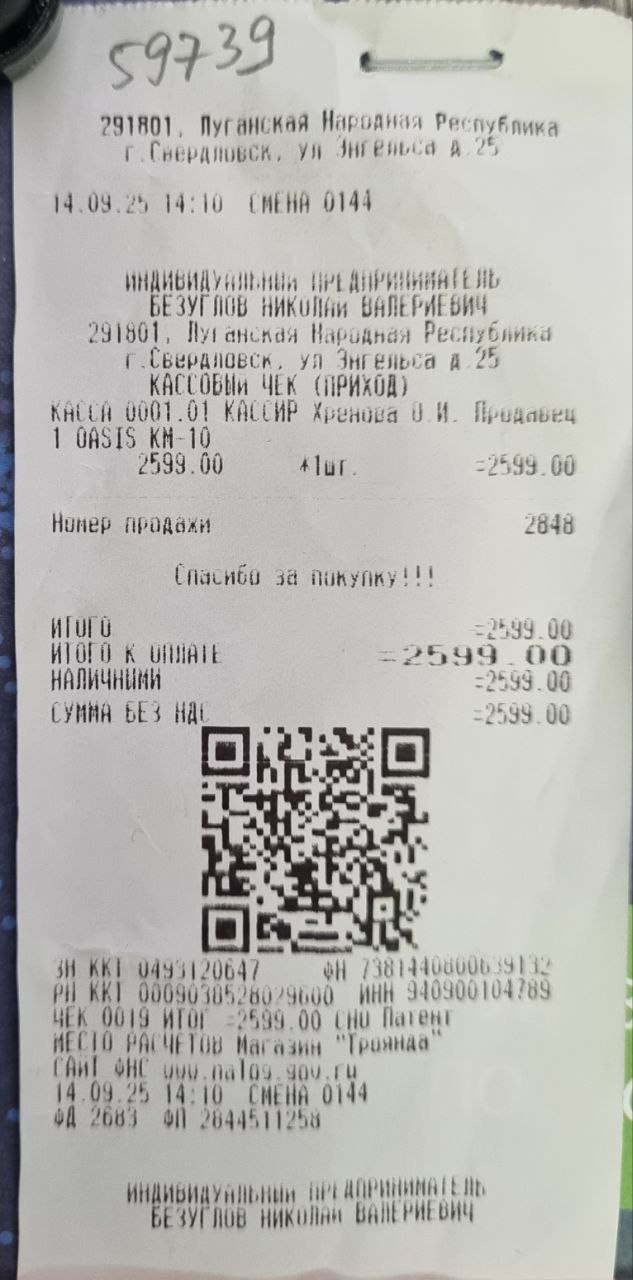 59739
291801, Луганская Народная Республика
г.Свердловск, ул Энгельса д.25
14.09.25 14:10 СМЕНА 0144
ИНДИВИДУАЛЬНЫЙ ПРЕДПРИНИМАТЕЛЬ
БЕЗУГЛОВ НИКОЛАЙ ВАЛЕРИЕВИЧ
291801, Луганская Народная Республика
г.Свердловск, ул Энгельса д.25
КАССОВЫЙ ЧЕК (ПРИХОД)
КАССА 0001.01 КАССИР Хренова О.И. Продавец
1 OASIS KM-10
2599.00 *1шт. =2599.00
Номер продажи 2848
Спасибо за покупку!!!
ИТОГО =2599.00
ИТОГО К ОПЛАТЕ =2599.00
НАЛИЧНЫМИ =2599.00
СУММА БЕЗ НДС =2599.00
ЗН ККТ 0493120647 ФН 7381440800639132
РН ККТ 0009038528029600 ИНН 940900104789
ЧЕК 0019 ИТОГ =2599.00 СНО Патент
МЕСТО РАСЧЕТОВ Магазин "Троянда"
САЙТ ФНС www.nalog.gov.ru
14.09.25 14:10 СМЕНА 0144
ФД 2683 ФП 2844511258
ИНДИВИДУАЛЬНЫЙ ПРЕДПРИНИМАТЕЛЬ
БЕЗУГЛОВ НИКОЛАЙ ВАЛЕРИЕВИЧ